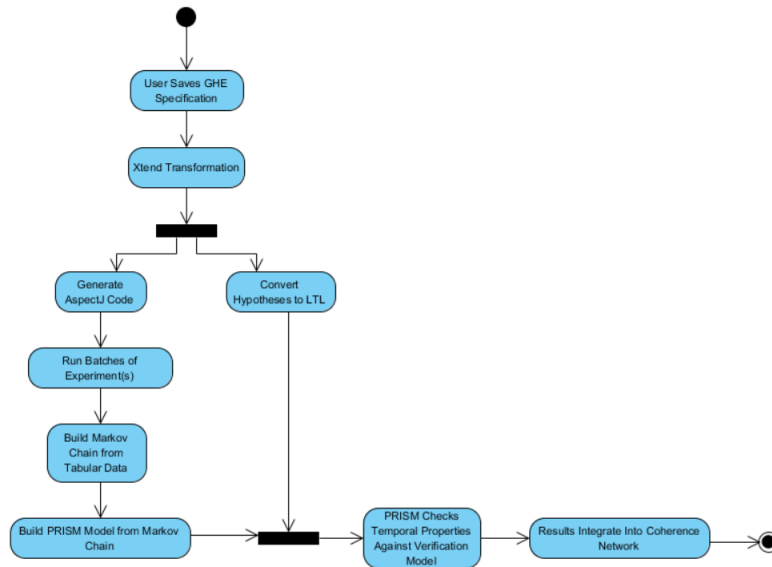 User Saves GHE
Specification
Xtend Transformation
Generate
AspectJ Code
Convert
Hypotheses to LTL
Run Batches of
Experiment(s)
Build Markov
Chain from
Tabular Data
Build PRISM Model from Markov
Chain
PRISM Checks
Temporal Properties
Against Verification
Model
Results Integrate Into Coherence
Network